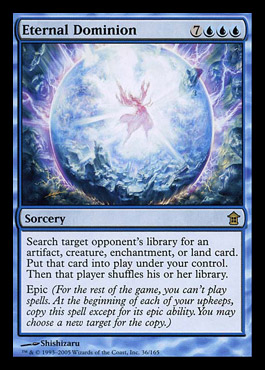 Eternal Dominion 7
Sorcery
Search target opponent's library for an
artifact, creature, enchantment, or land card.
Put that card into play under your control.
Then that player shuffles his or her library.
Epic (For the rest of the game, you can't play
spells. At the beginning of each of your upkeeps,
copy this spell except for its epic ability. You may
choose a new target for the copy.)
Shishizaru
™ & © 1993–2005 Wizards of the Coast, Inc. 36/165